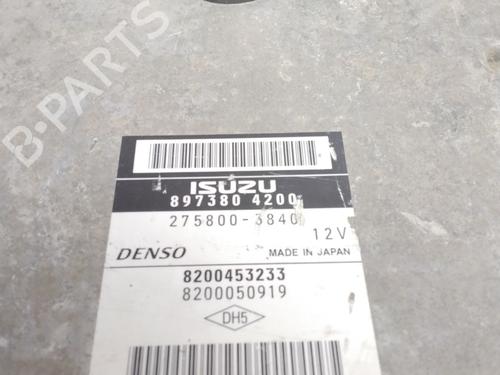 B-PARTS
ISUZU
897380 4200
275800-3840
12V
DENSO
MADE IN JAPAN
8200453233
8200050919
DH5